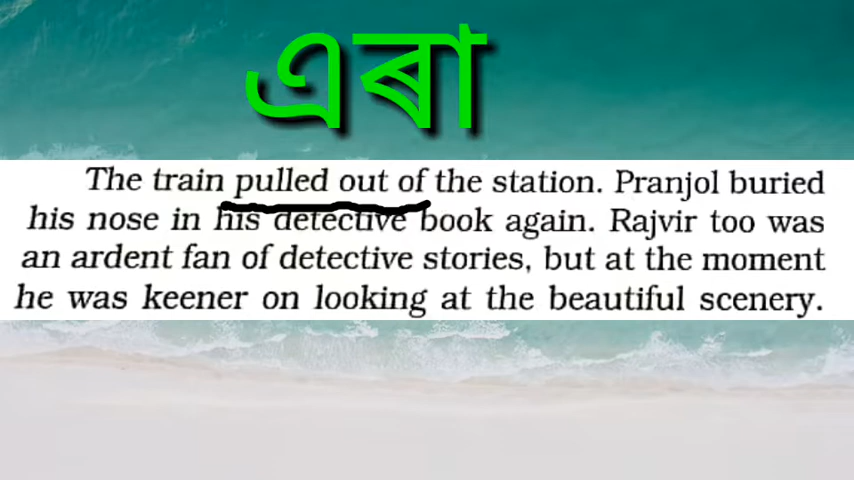 এৰা
The train pulled out of the station. Pranjol buried
his nose in his detective book again. Rajvir too was
an ardent fan of detective stories, but at the moment
he was keener on looking at the beautiful scenery.